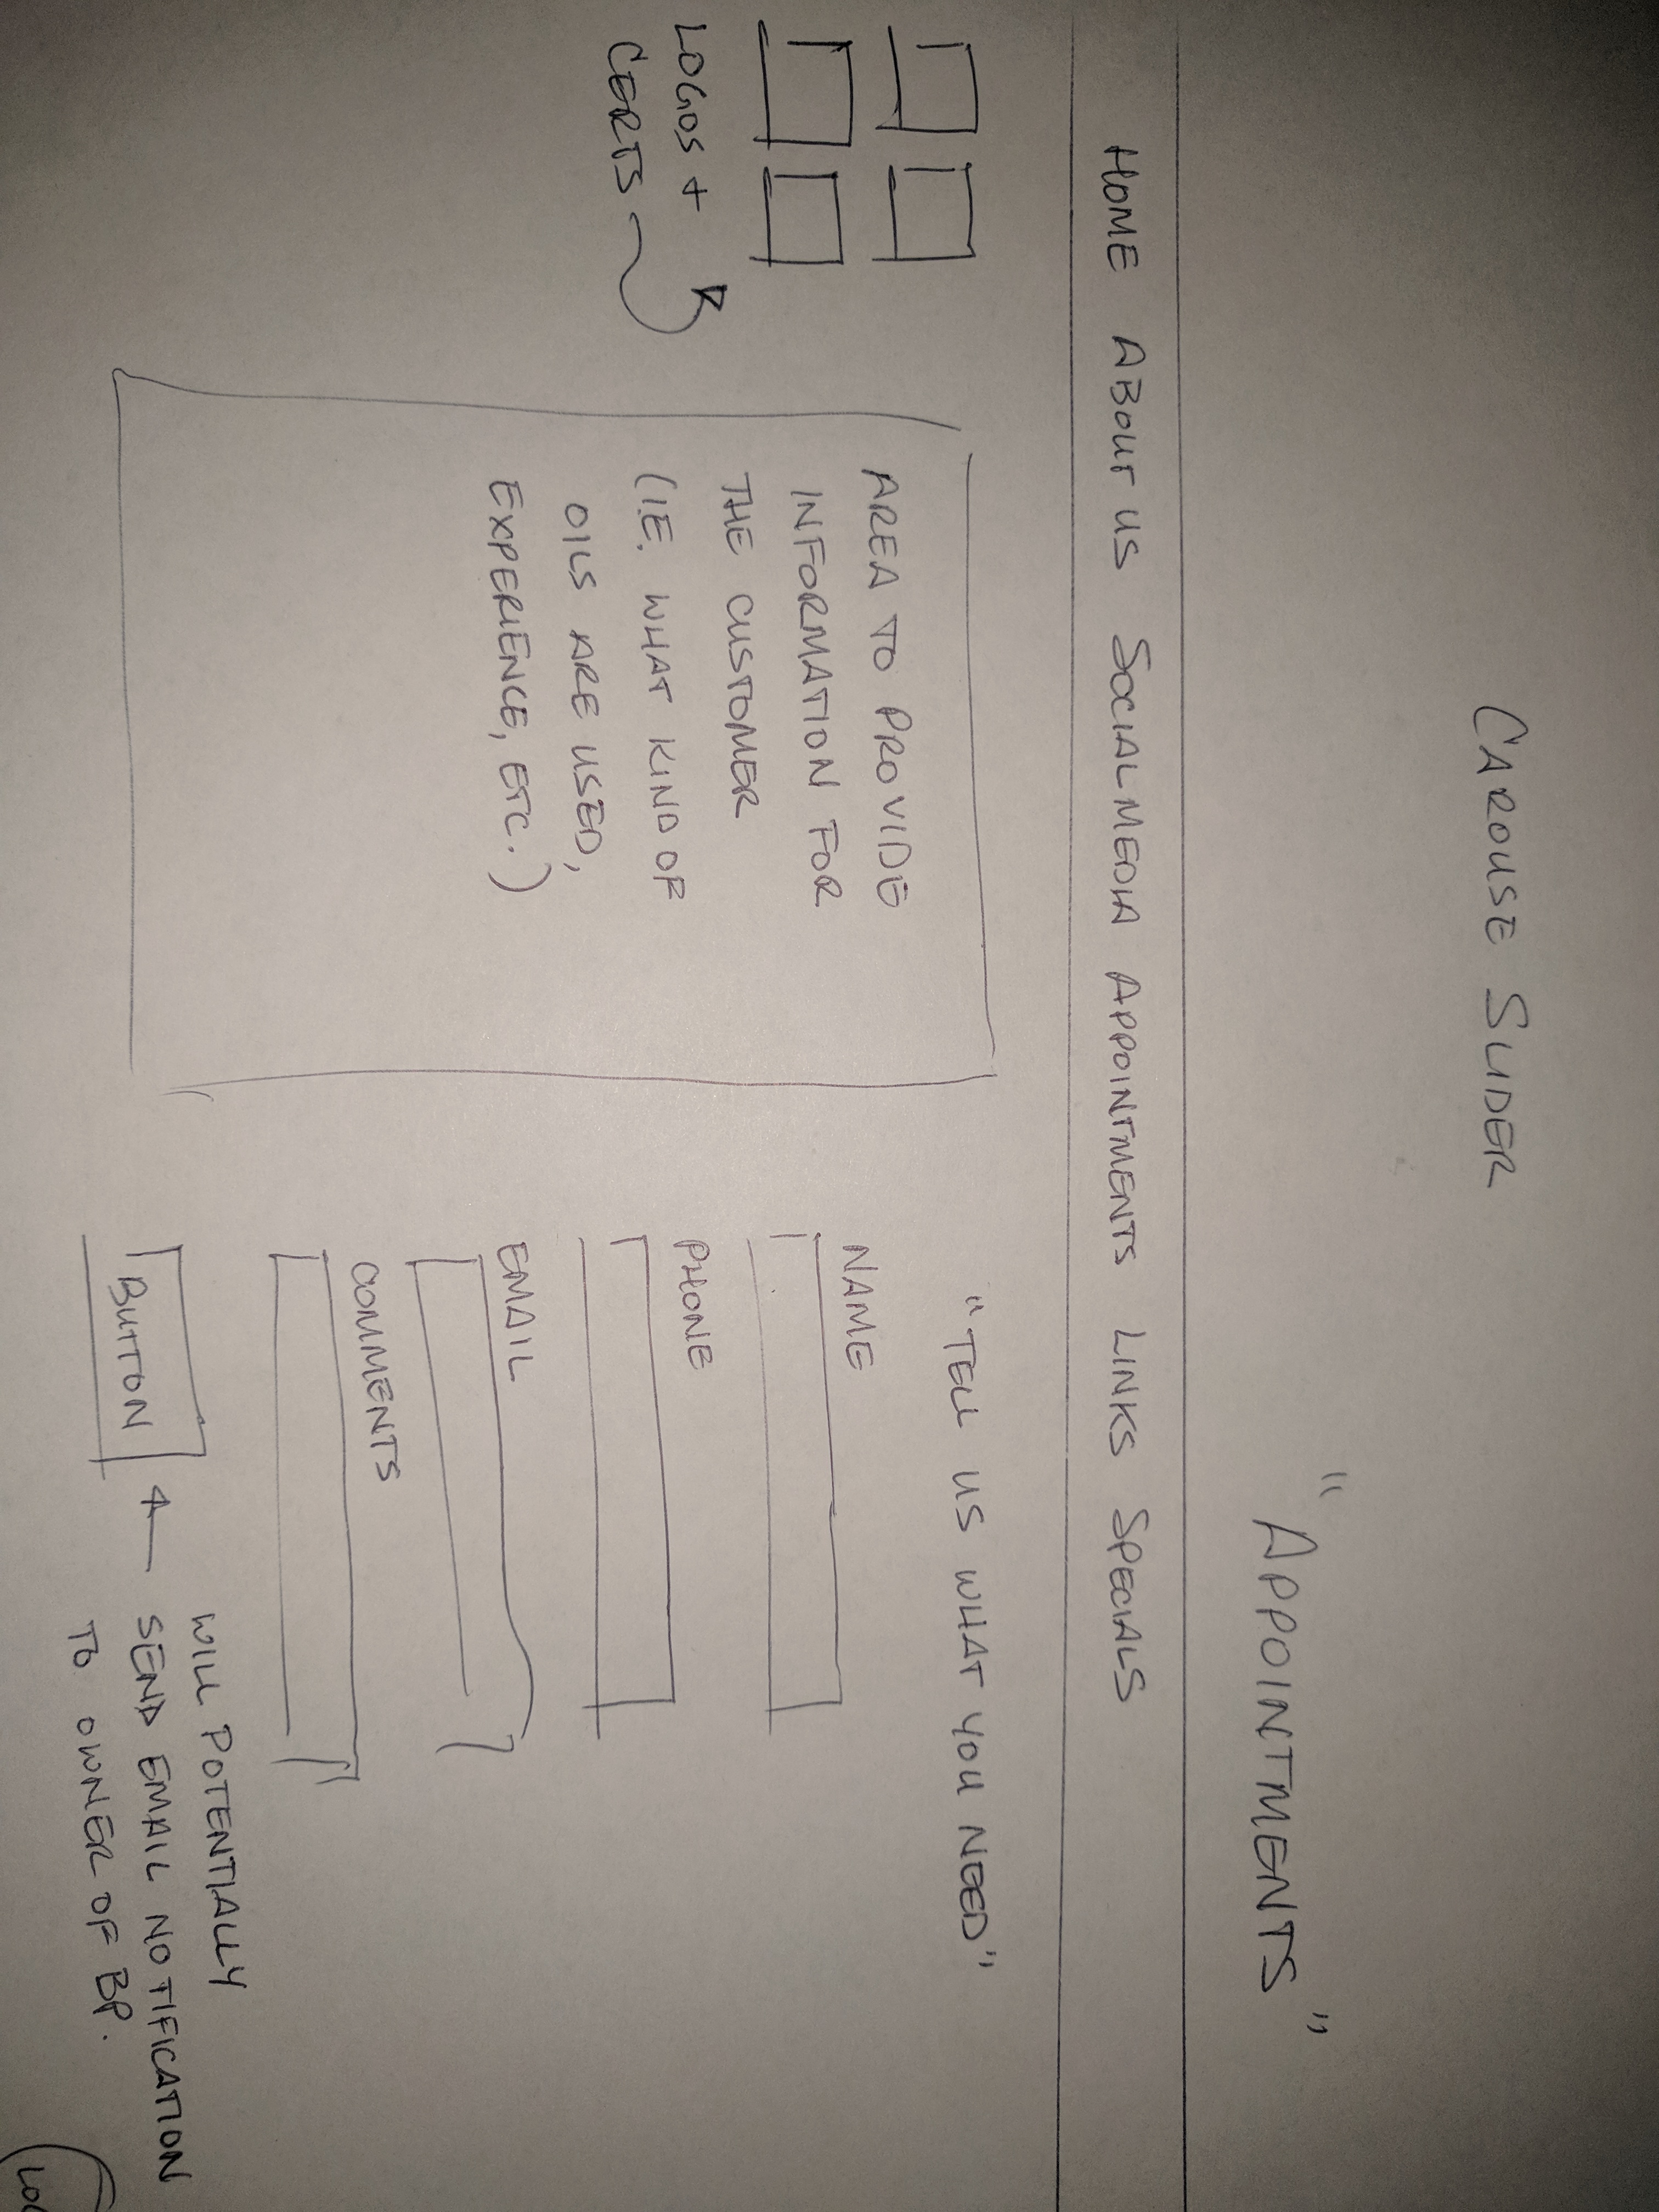 CAROUSE SLIDER
"APPOINTMENTS"
HOME ABOUT US SOCIAL MEDIA APPOINTMENTS LINKS SPECIALS
LOGOS +
CERTS
AREA TO PROVIDE
INFORMATION FOR
THE CUSTOMER
(I.E. WHAT KIND OF
OILS ARE USED,
EXPERIENCE, ETC.)
"TELL US WHAT YOU NEED"
NAME
PHONE
EMAIL
COMMENTS
BUTTON
WILL POTENTIALLY
SEND EMAIL NOTIFICATION
TO OWNER OF BP.